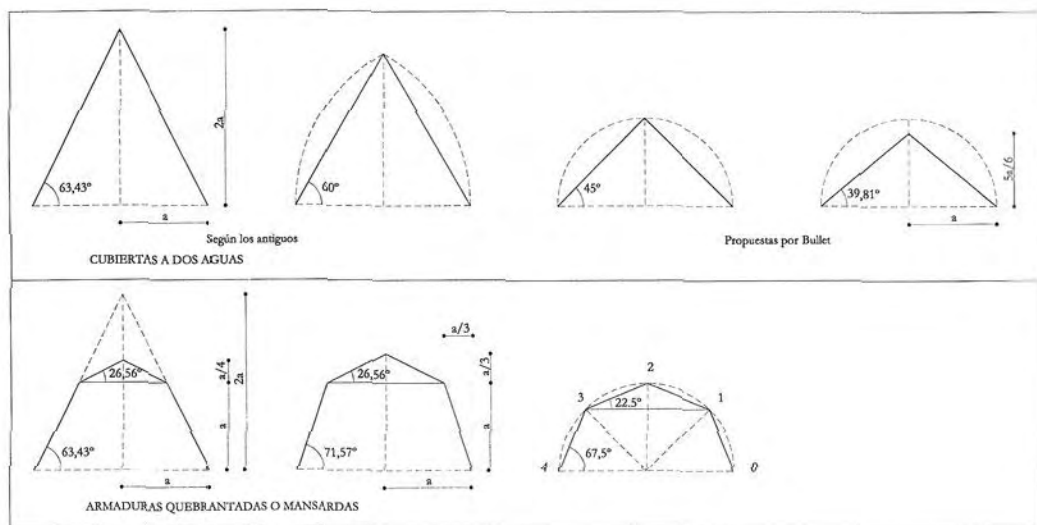 2a
63,43°
60°
45°
39,81°
5a/6
a
a
Según los antiguos
Propuestas por Bullet
CUBIERTAS A DOS AGUAS
a/3
26,56°
a/4
2a
26,56°
a/3
2
3
1
22.5°
63,43°
a
71,57°
a
67,5°
4
0
a
a
ARMADURAS QUEBRANTADAS O MANSARDAS